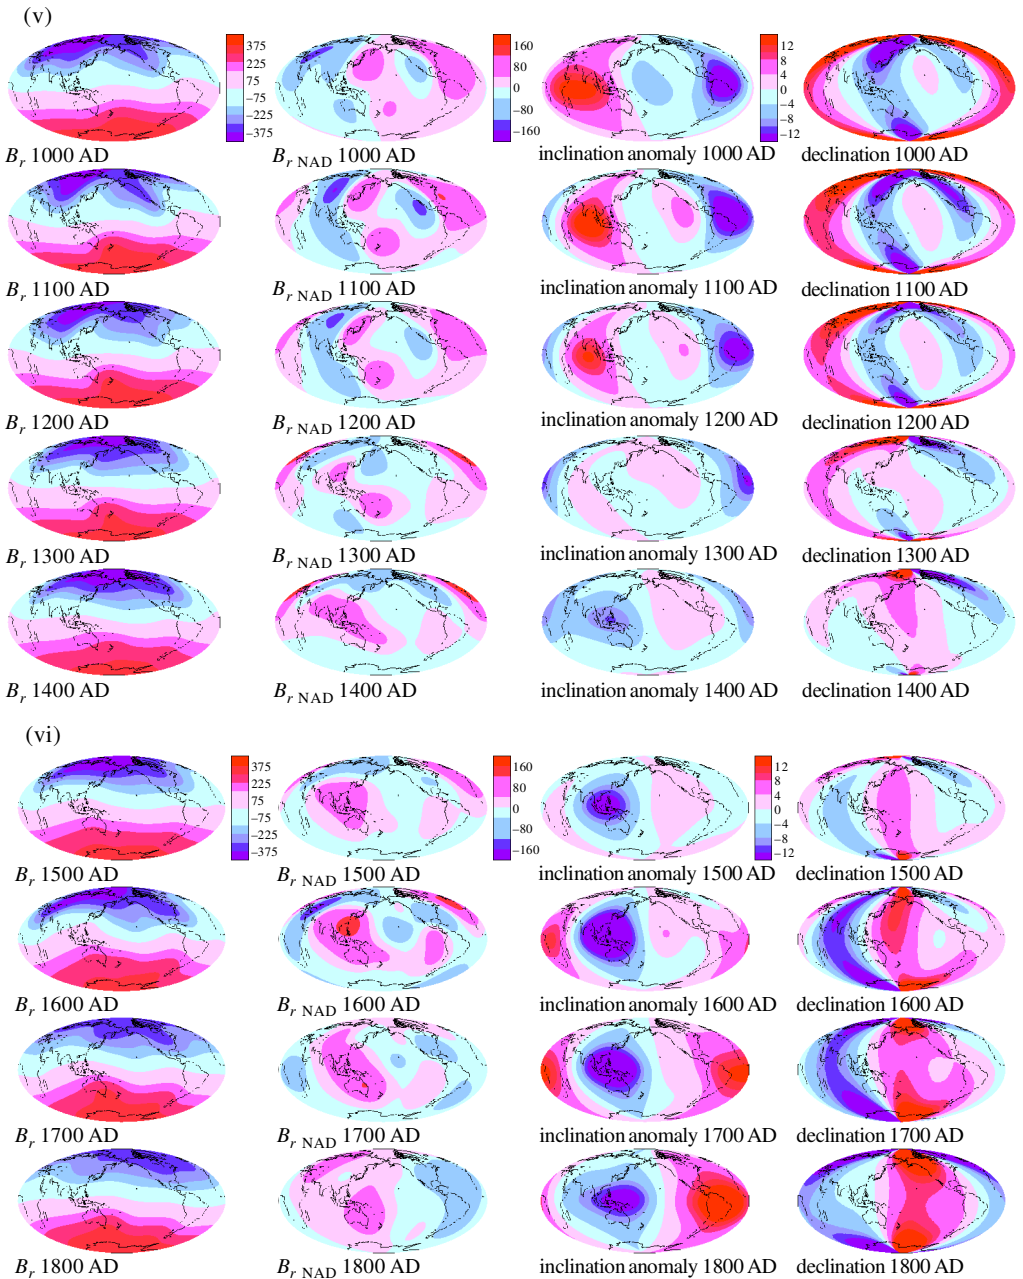 (v)
375
225
75
−75
−225
−375
160
80
0
−80
−160
12
8
4
0
−4
−8
−12
B_r 1000 AD
B_r NAD 1000 AD
inclination anomaly 1000 AD
declination 1000 AD
B_r 1100 AD
B_r NAD 1100 AD
inclination anomaly 1100 AD
declination 1100 AD
B_r 1200 AD
B_r NAD 1200 AD
inclination anomaly 1200 AD
declination 1200 AD
B_r 1300 AD
B_r NAD 1300 AD
inclination anomaly 1300 AD
declination 1300 AD
B_r 1400 AD
B_r NAD 1400 AD
inclination anomaly 1400 AD
declination 1400 AD
(vi)
375
225
75
−75
−225
−375
160
80
0
−80
−160
12
8
4
0
−4
−8
−12
B_r 1500 AD
B_r NAD 1500 AD
inclination anomaly 1500 AD
declination 1500 AD
B_r 1600 AD
B_r NAD 1600 AD
inclination anomaly 1600 AD
declination 1600 AD
B_r 1700 AD
B_r NAD 1700 AD
inclination anomaly 1700 AD
declination 1700 AD
B_r 1800 AD
B_r NAD 1800 AD
inclination anomaly 1800 AD
declination 1800 AD